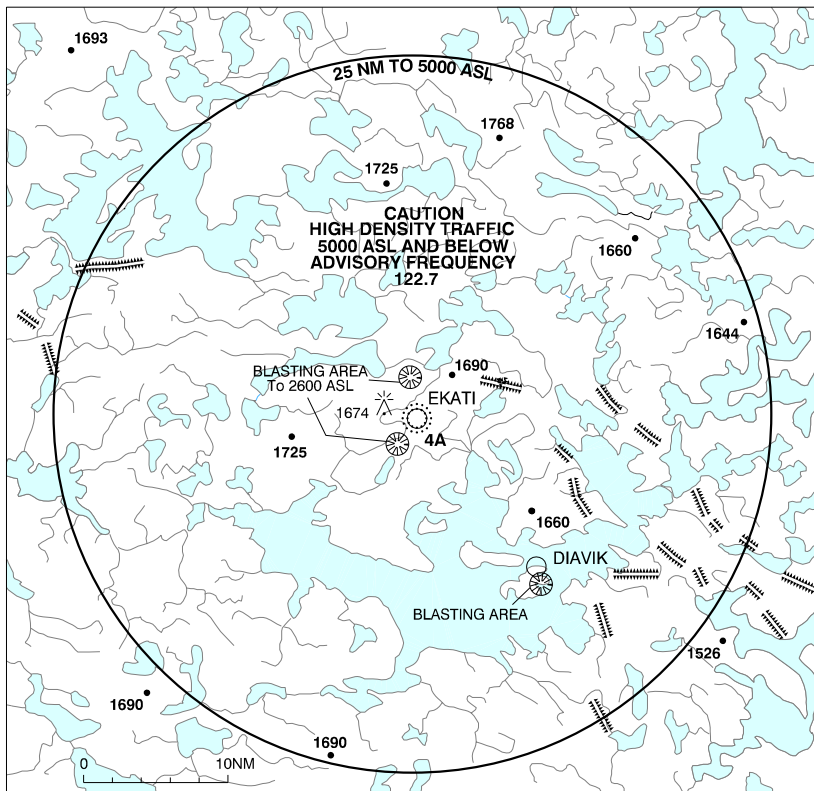 1693
25 NM TO 5000 ASL
1768
1725
CAUTION
HIGH DENSITY TRAFFIC
5000 ASL AND BELOW
ADVISORY FREQUENCY
122.7
1660
1644
BLASTING AREA
To 2600 ASL
1690
EKATI
1674
4A
1725
1660
DIAVIK
BLASTING AREA
1526
1690
1690
0
10NM